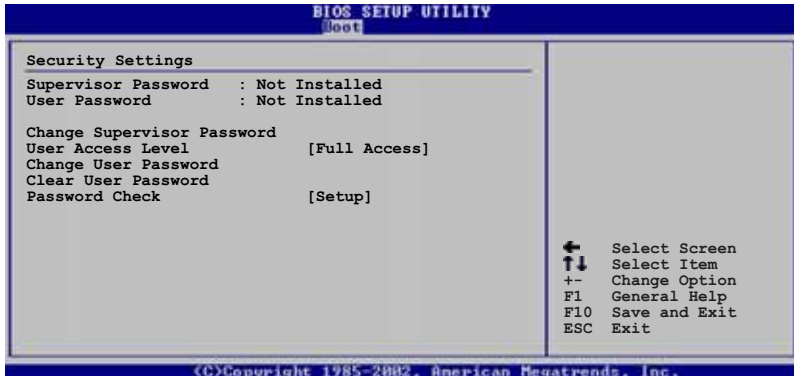 BIOS SETUP UTILITY
Boot
Security Settings
Supervisor Password : Not Installed
User Password : Not Installed
Change Supervisor Password
User Access Level [Full Access]
Change User Password
Clear User Password
Password Check [Setup]
← Select Screen
↑↓ Select Item
+- Change Option
F1 General Help
F10 Save and Exit
ESC Exit
(C)Copyright 1985-2002, American Megatrends, Inc.